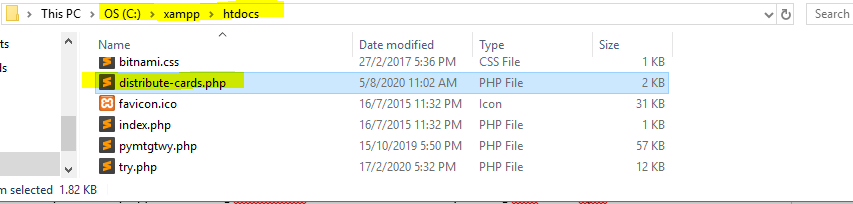 This PC > OS (C:) > xampp > htdocs
Search
Name Date modified Type Size
ts
bitnami.css 27/2/2017 5:36 PM CSS File 1 KB
ls
distribute-cards.php 5/8/2020 11:02 AM PHP File 2 KB
favicon.ico 16/7/2015 11:32 PM Icon 31 KB
index.php 16/7/2015 11:32 PM PHP File 1 KB
pymtgtwy.php 15/10/2019 5:50 PM PHP File 57 KB
try.php 17/2/2020 5:32 PM PHP File 12 KB
m selected 1.82 KB